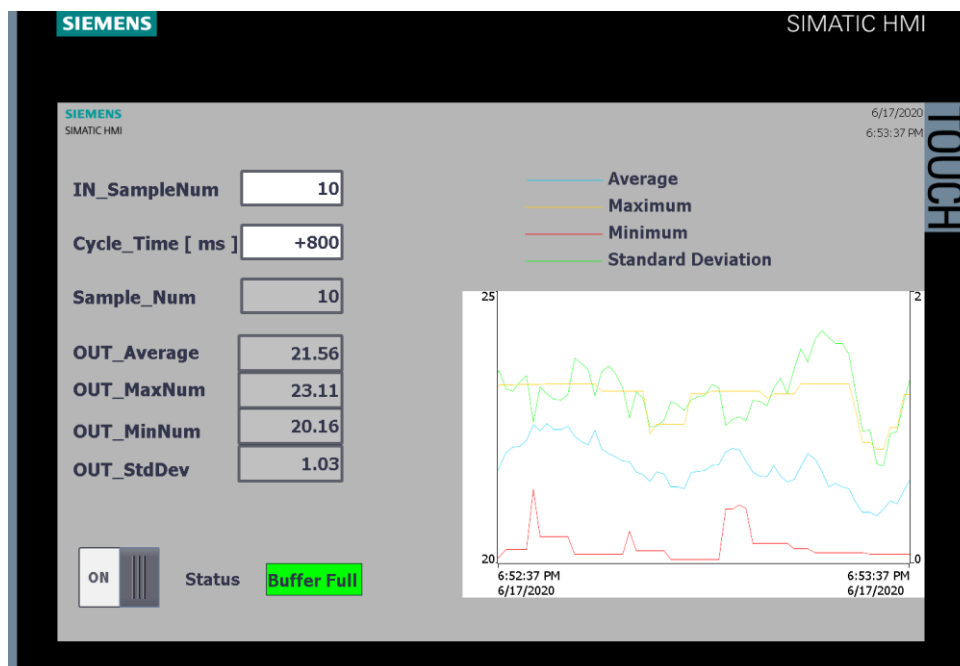 SIEMENS
SIMATIC HMI
TOUCH
SIEMENS
SIMATIC HMI
6/17/2020
6:53:37 PM
IN_SampleNum 10
Cycle_Time [ ms ] +800
Sample_Num 10
OUT_Average 21.56
OUT_MaxNum 23.11
OUT_MinNum 20.16
OUT_StdDev 1.03
ON
Status
Buffer Full
Average
Maximum
Minimum
Standard Deviation
25
2
20
0
6:52:37 PM
6/17/2020
6:53:37 PM
6/17/2020